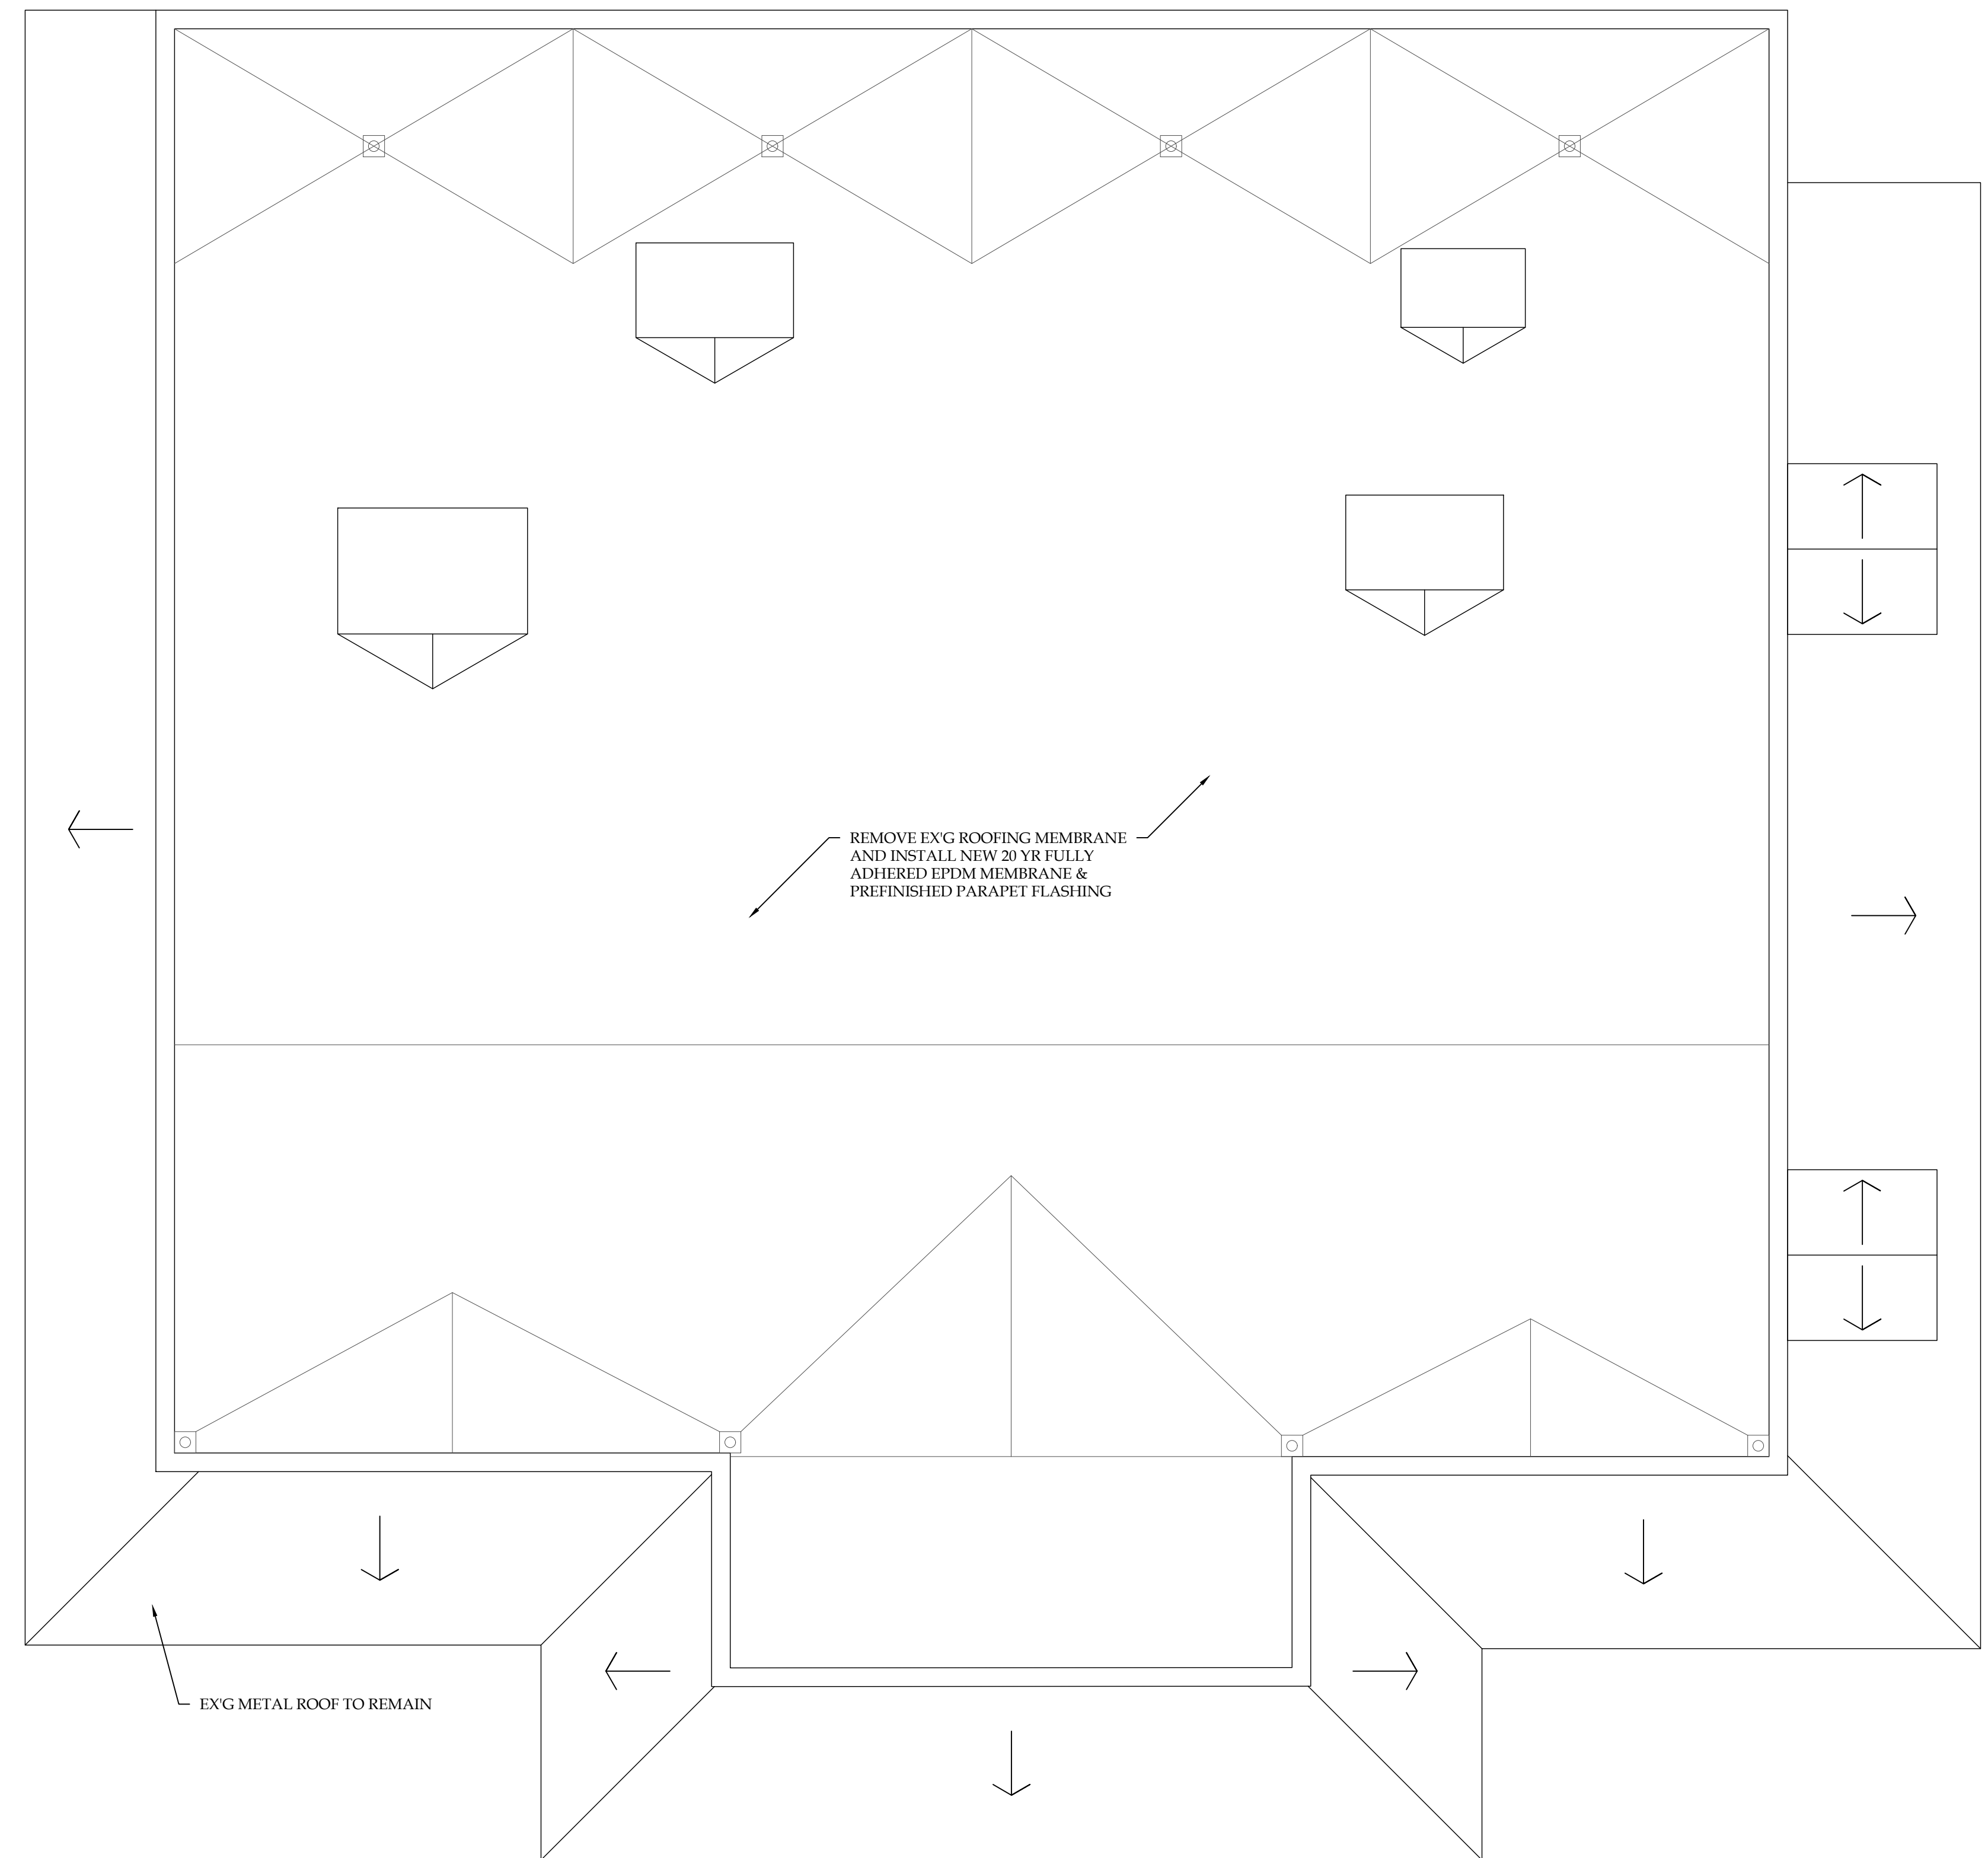 REMOVE EX'G ROOFING MEMBRANE
AND INSTALL NEW 20 YR FULLY
ADHERED EPDM MEMBRANE &
PREFINISHED PARAPET FLASHING
EX'G METAL ROOF TO REMAIN